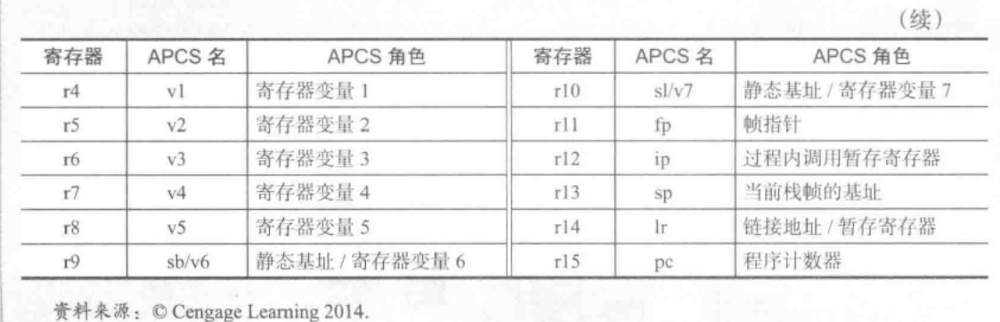 （续）
寄存器 APCS 名 APCS 角色 寄存器 APCS 名 APCS 角色
r4 v1 寄存器变量 1 r10 sl/v7 静态基址 / 寄存器变量 7
r5 v2 寄存器变量 2 r11 fp 帧指针
r6 v3 寄存器变量 3 r12 ip 过程内调用暂存寄存器
r7 v4 寄存器变量 4 r13 sp 当前栈帧的基址
r8 v5 寄存器变量 5 r14 lr 链接地址 / 暂存寄存器
r9 sb/v6 静态基址 / 寄存器变量 6 r15 pc 程序计数器
资料来源：© Cengage Learning 2014.